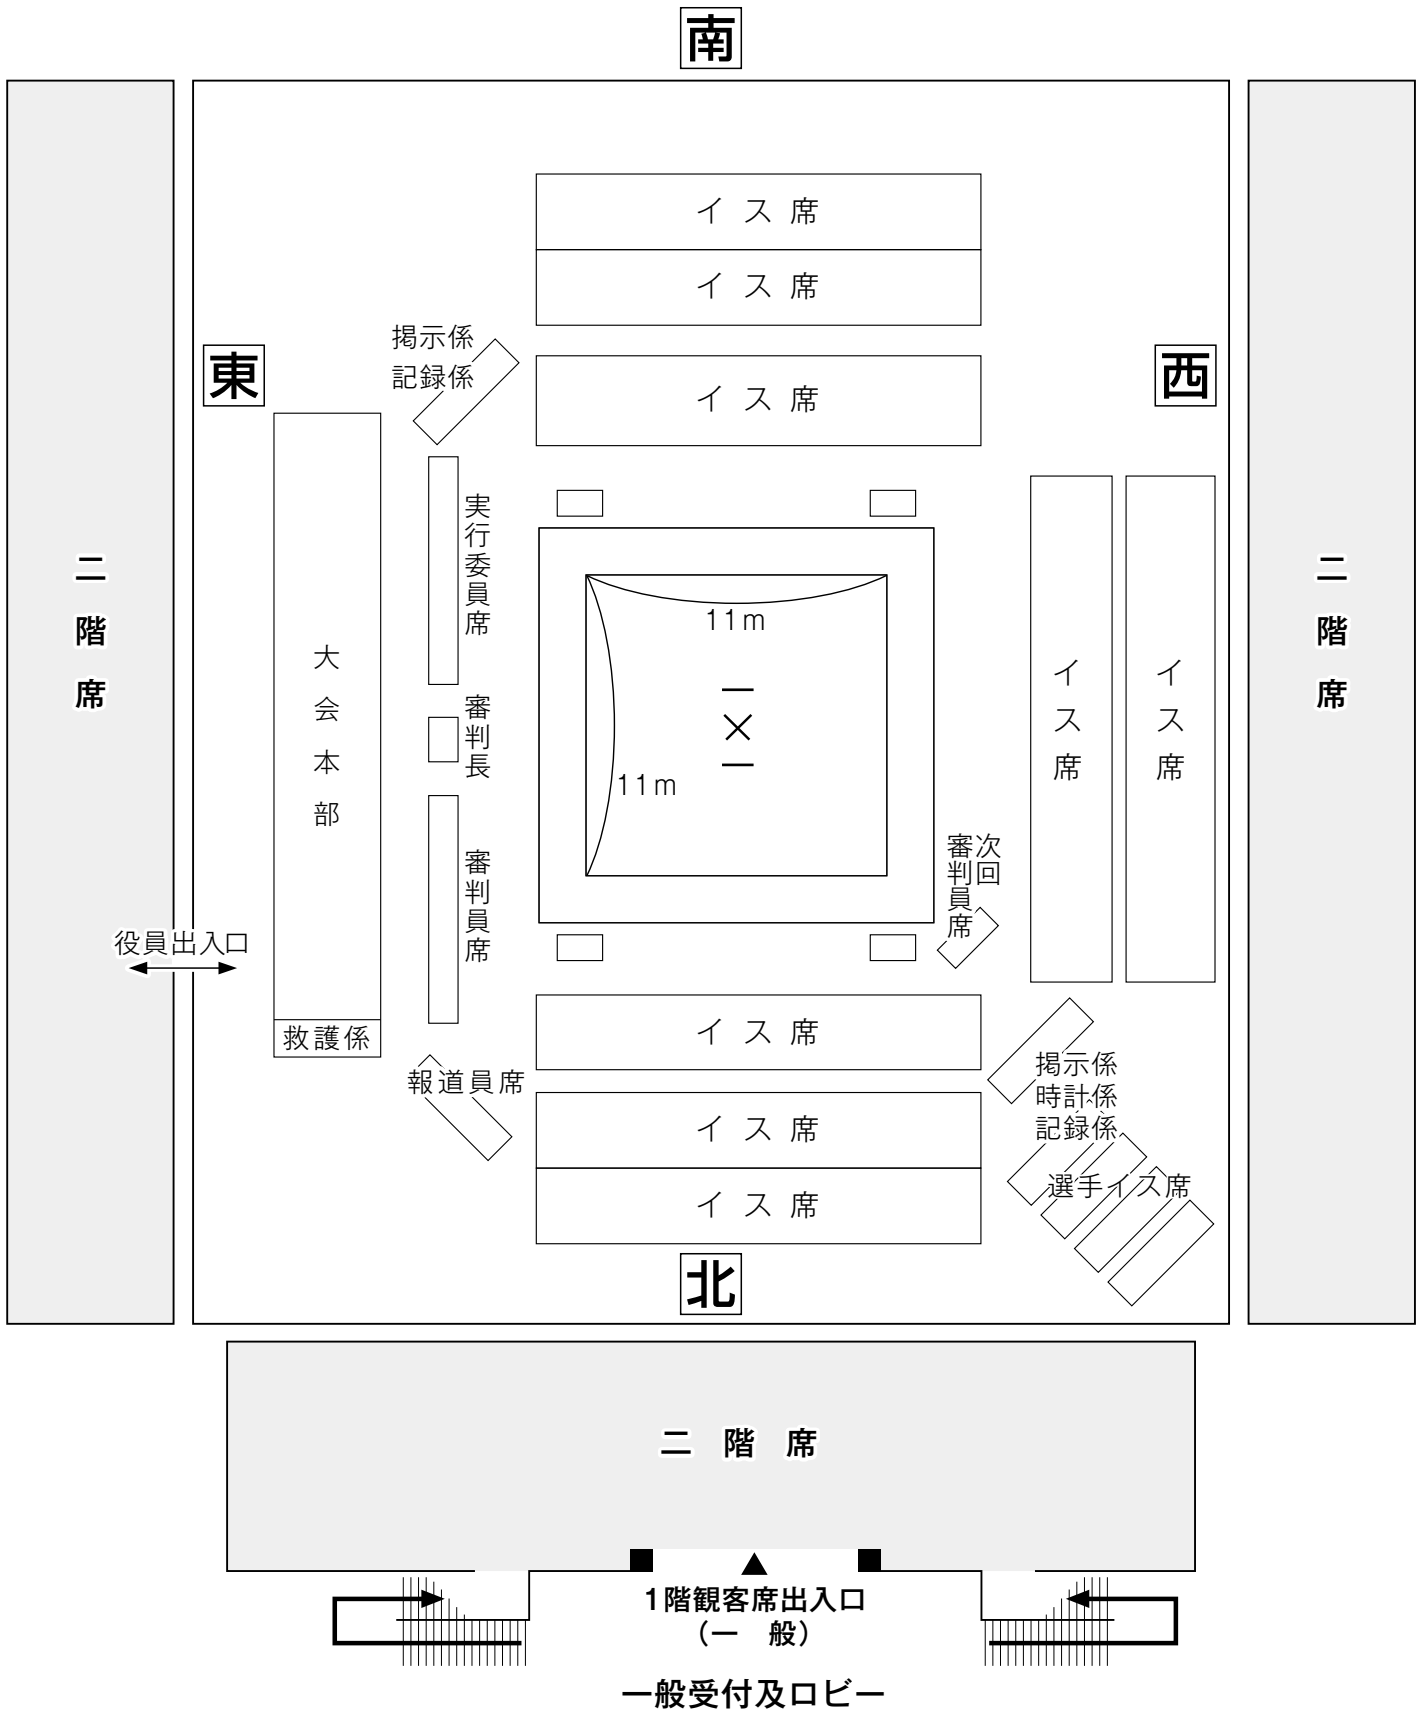 南
イス席
イス席
掲示係
記録係
イス席
東
西
二階席
大会本部
実行委員席
審判長
審判員席
11m
11m
イス席
イス席
二階席
次回
審判員席
役員出入口
救護係
報道員席
イス席
イス席
イス席
掲示係
時計係
記録係
選手イス席
北
二階席
1階観客席出入口
(一般)
一般受付及ロビー